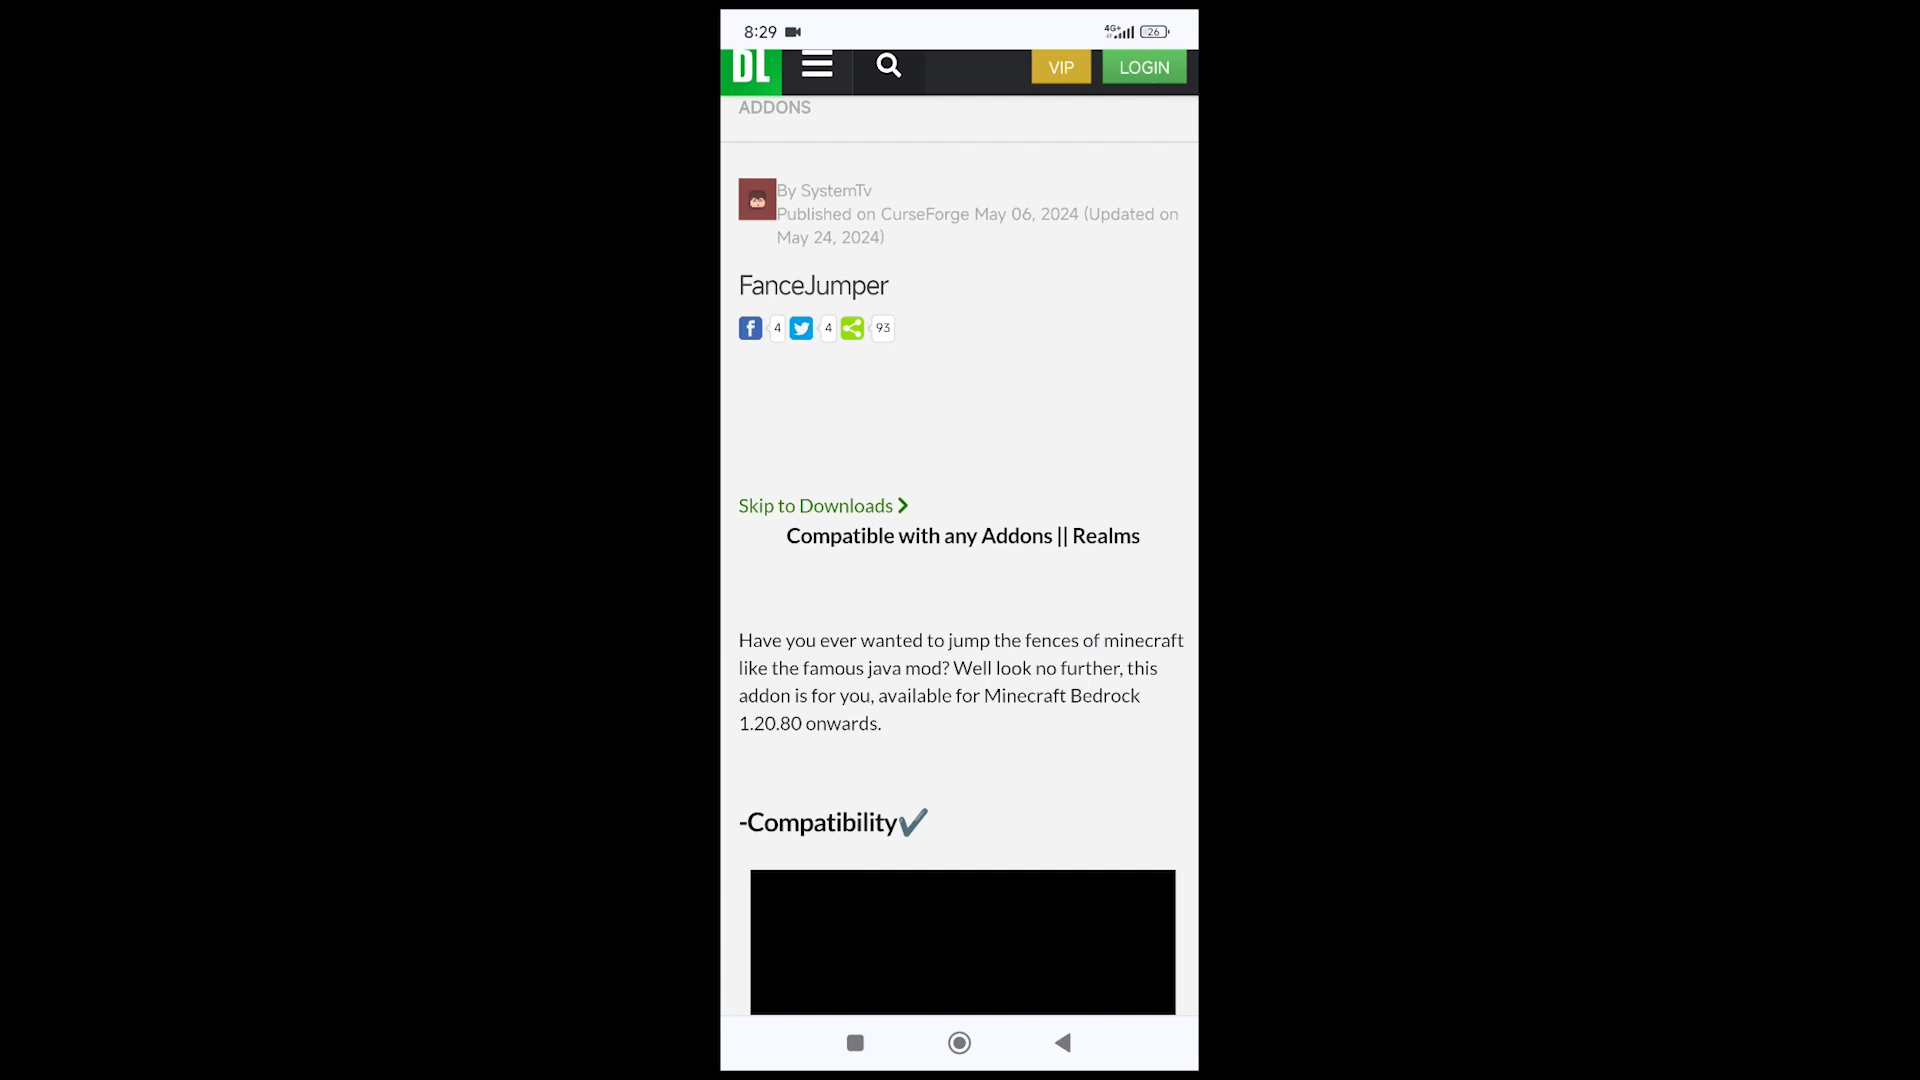 8:29
4G+
26
DL
VIP
LOGIN
ADDONS
By SystemTv
Published on CurseForge May 06, 2024 (Updated on
May 24, 2024)
FanceJumper
4
4
93
Skip to Downloads
Compatible with any Addons || Realms
Have you ever wanted to jump the fences of minecraft
like the famous java mod? Well look no further, this
addon is for you, available for Minecraft Bedrock
1.20.80 onwards.
-Compatibility✔️